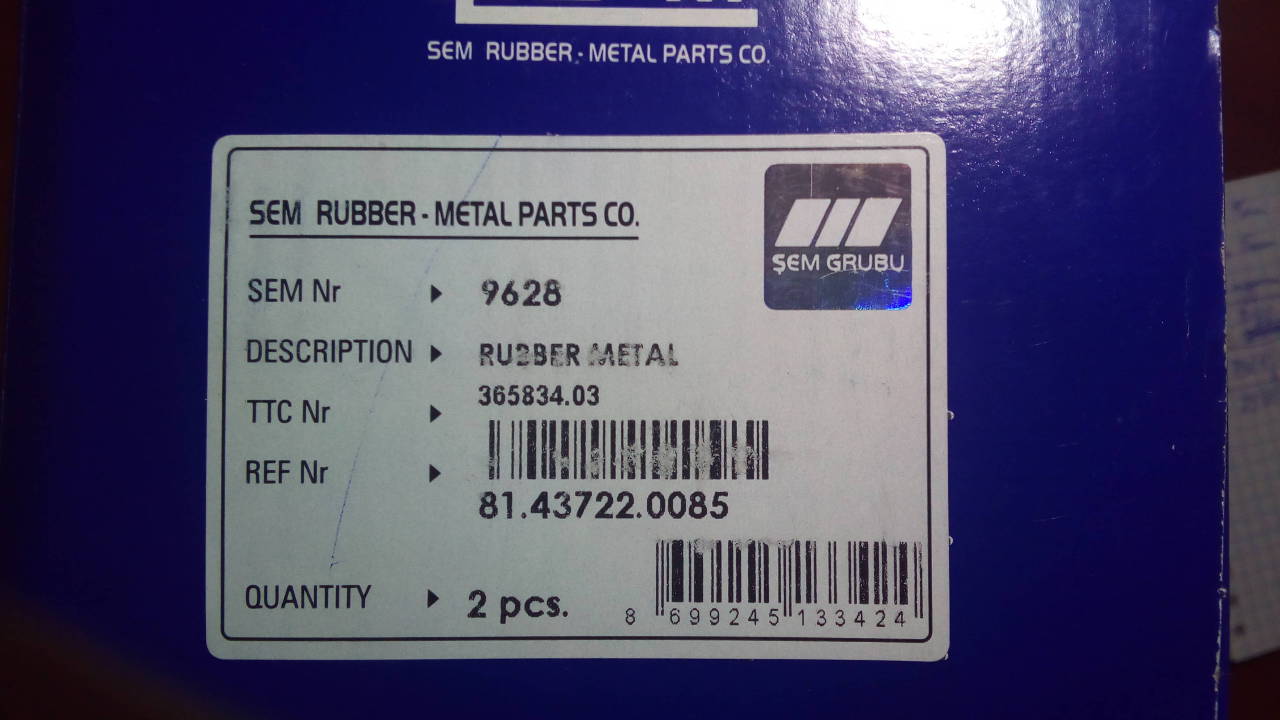 SEM RUBBER - METAL PARTS CO.
SEM RUBBER - METAL PARTS CO.
ŞEM GRUBU
SEM Nr ▶ 9628
DESCRIPTION ▶ RUBBER METAL
365834.03
TTC Nr ▶
REF Nr ▶
81.43722.0085
QUANTITY ▶ 2 pcs.
8 699245 133424